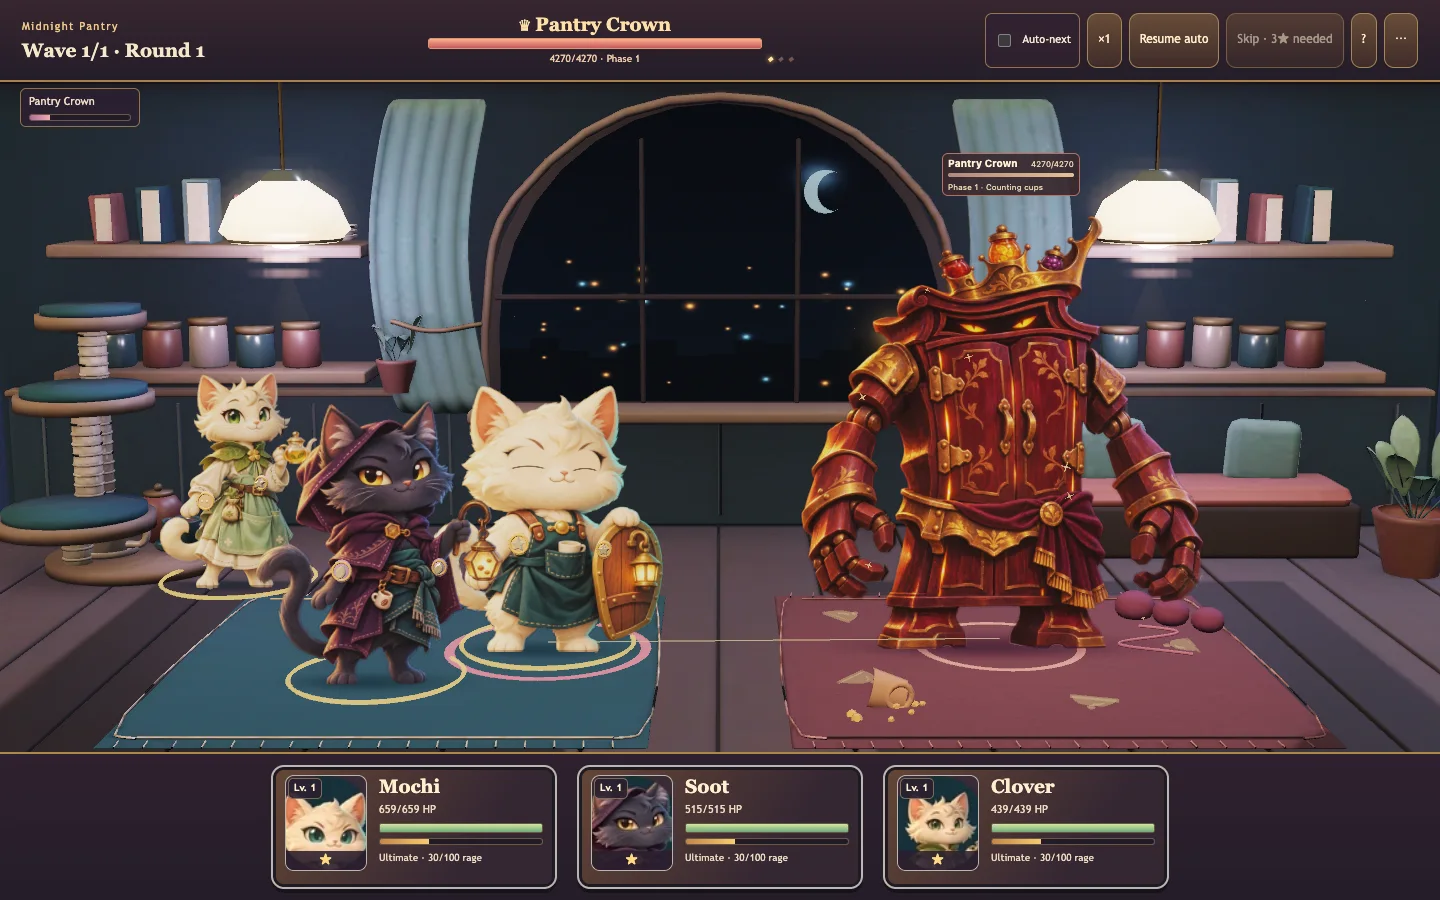 Midnight Pantry
Wave 1/1 · Round 1
♛ Pantry Crown
4270/4270 · Phase 1
Auto-next
×1
Resume auto
Skip · 3★ needed
?
...
Pantry Crown
Pantry Crown 4270/4270
Phase 1 · Counting cups
Lv. 1
Mochi
659/659 HP
Ultimate · 30/100 rage
Lv. 1
Soot
515/515 HP
Ultimate · 30/100 rage
Lv. 1
Clover
439/439 HP
Ultimate · 30/100 rage